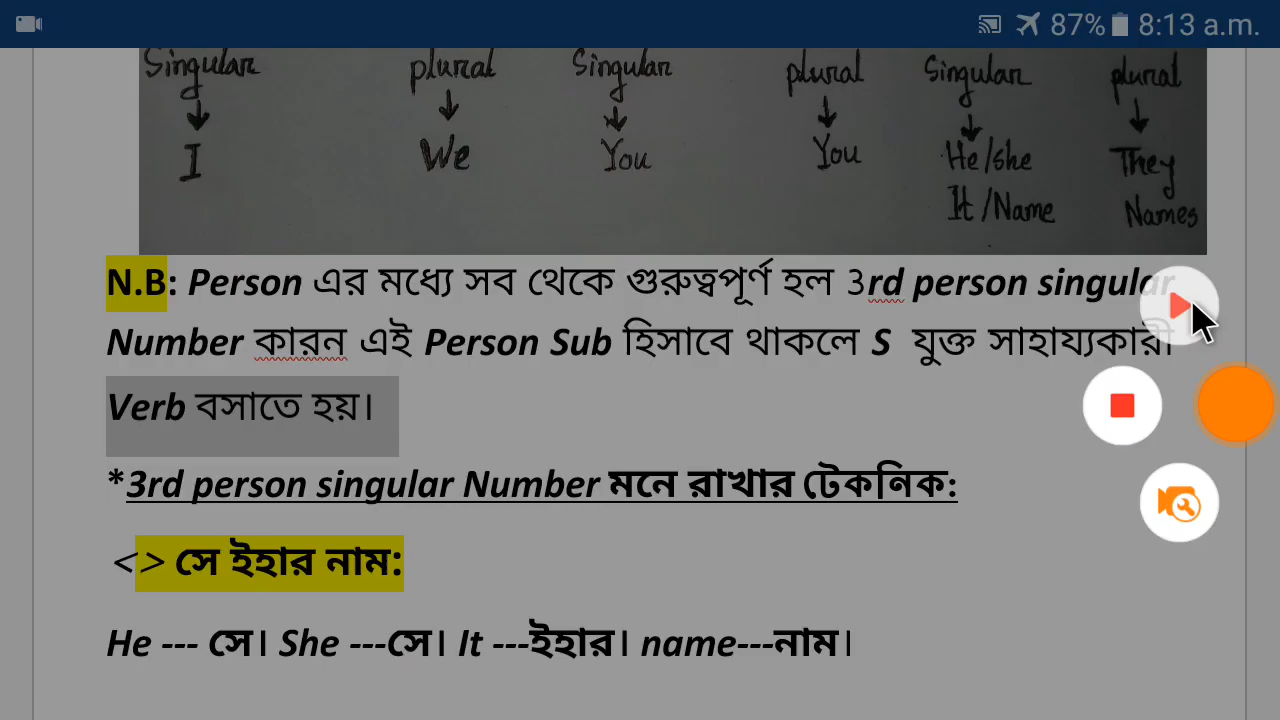 87% 8:13 a.m.
Singular plural Singular plural Singular plural
I We You You He/she They
It /Name Names
N.B: Person এর মধ্যে সব থেকে গুরুত্বপূর্ণ হল 3rd person singular
Number কারন এই Person Sub হিসাবে থাকলে S যুক্ত সাহায্যকারী
Verb বসাতে হয়।
*3rd person singular Number মনে রাখার টেকনিক:
<> সে ইহার নাম:
He --- সে। She ---সে। It ---ইহার। name---নাম।